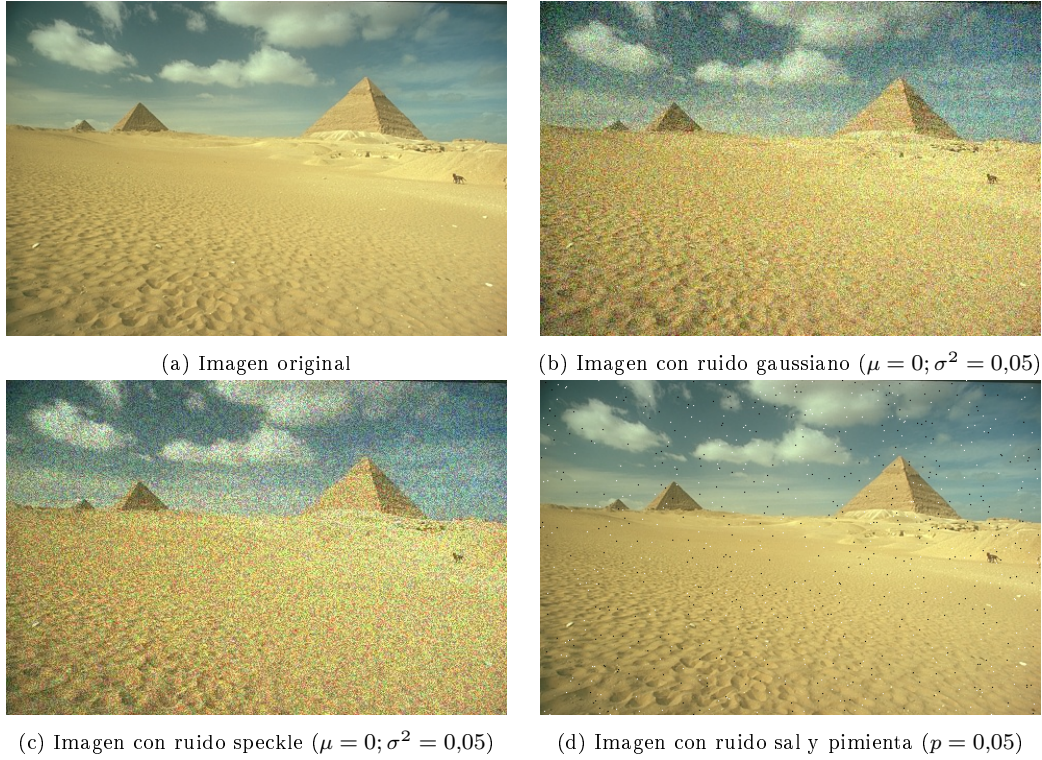 (a) Imagen original
(b) Imagen con ruido gaussiano (μ = 0; σ² = 0,05)
(c) Imagen con ruido speckle (μ = 0; σ² = 0,05)
(d) Imagen con ruido sal y pimienta (p = 0,05)